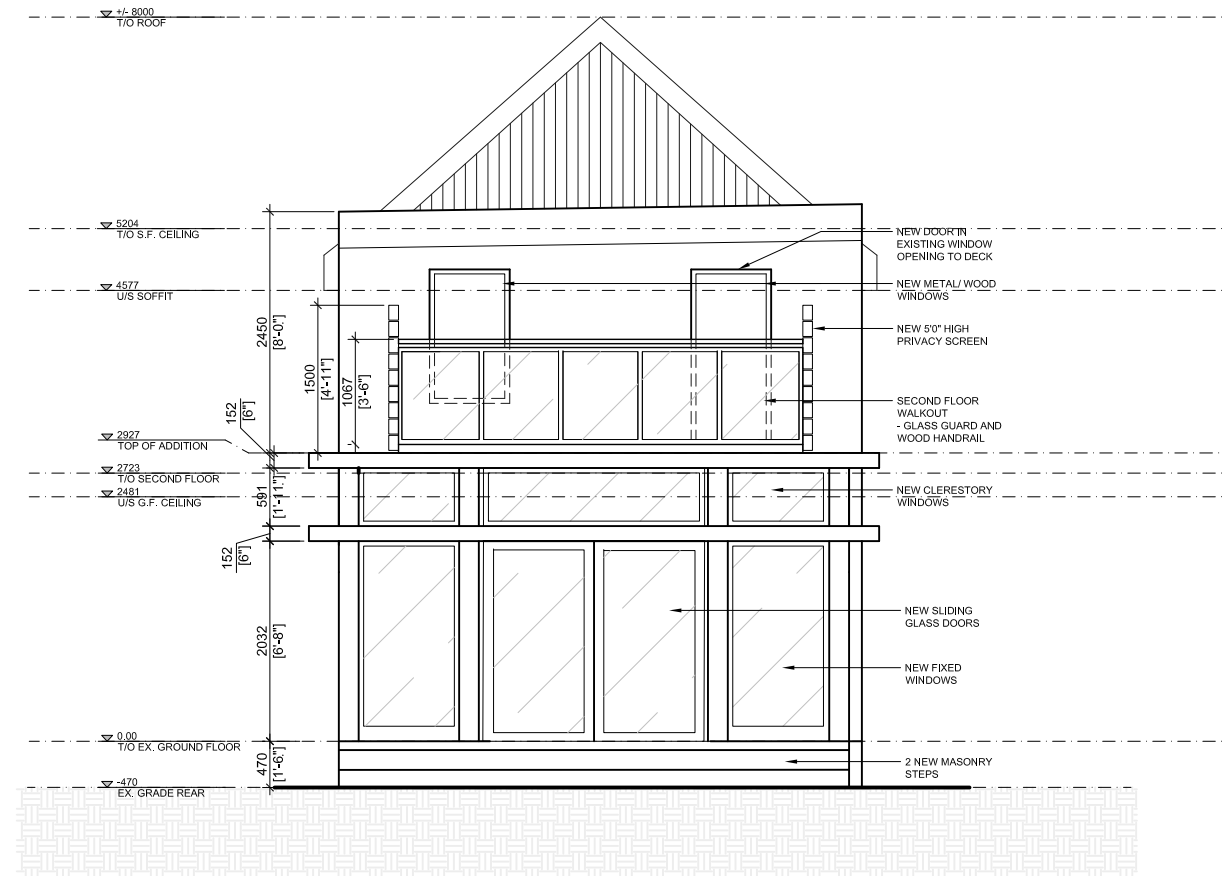 +/- 8000
T/O ROOF
5204
T/O S.F. CEILING
NEW DOOR IN
EXISTING WINDOW
OPENING TO DECK
4577
U/S SOFFIT
NEW METAL/ WOOD
WINDOWS
2450
[8'-0."]
NEW 5'0" HIGH
PRIVACY SCREEN
1500
[4'-11"]
1067
[3'-6"]
152
[6"]
SECOND FLOOR
WALKOUT
- GLASS GUARD AND
WOOD HANDRAIL
2927
TOP OF ADDITION
2723
T/O SECOND FLOOR
2481
U/S G.F. CEILING
591
[1'-11."]
NEW CLERESTORY
WINDOWS
152
[6"]
2032
[6'-8"]
NEW SLIDING
GLASS DOORS
NEW FIXED
WINDOWS
0.00
T/O EX. GROUND FLOOR
470
[1'-6."]
2 NEW MASONRY
STEPS
-470
EX. GRADE REAR